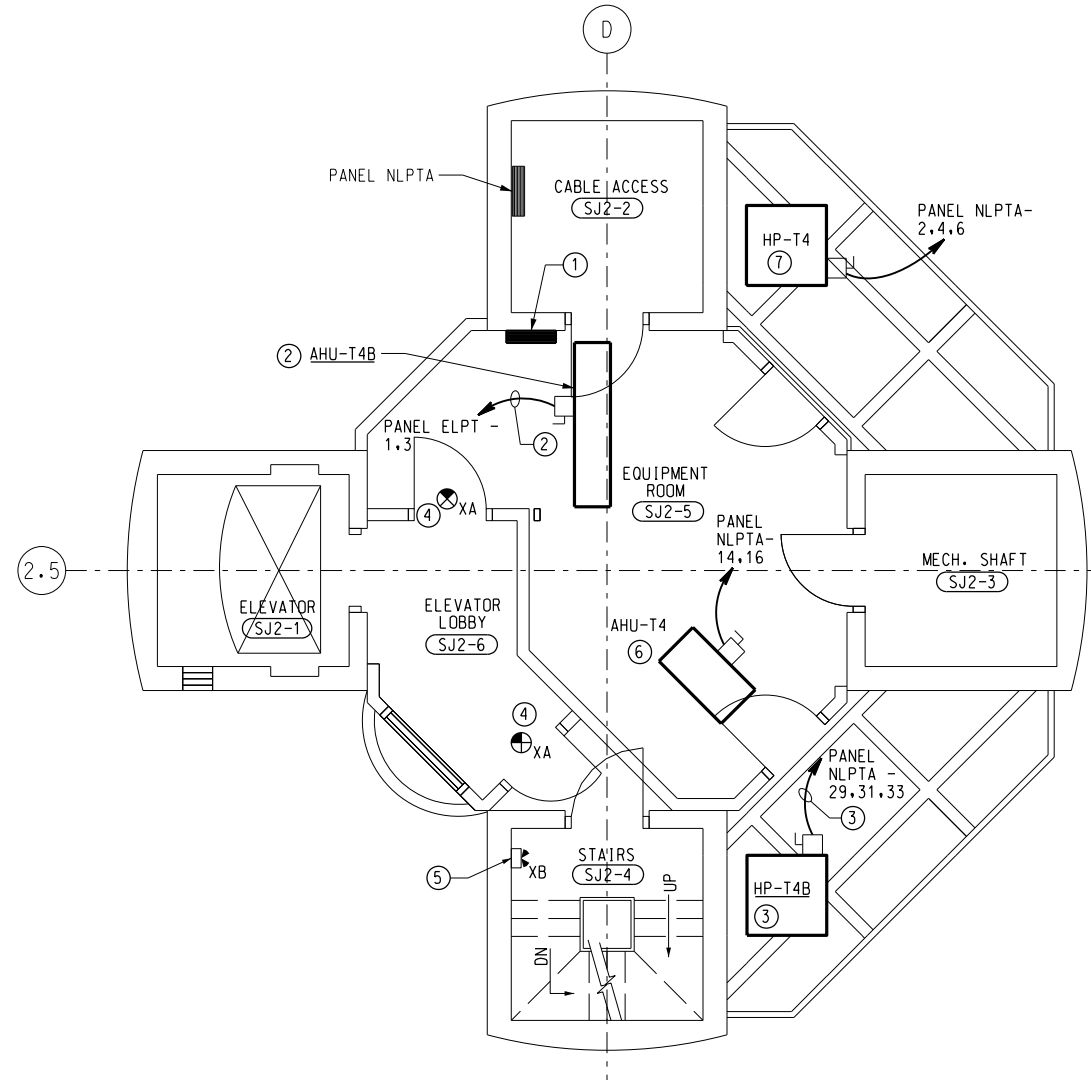 D
PANEL NLPTA
CABLE ACCESS
SJ2-2
PANEL NLPTA-
2,4,6
HP-T4
7
1
2 AHU-T4B
PANEL ELPT -
1,3
2
EQUIPMENT
ROOM
SJ2-5
4
XA
PANEL
NLPTA-
14,16
2.5
MECH. SHAFT
SJ2-3
ELEVATOR
SJ2-1
ELEVATOR
LOBBY
SJ2-6
AHU-T4
6
4
XA
PANEL
NLPTA -
29,31,33
3
5
XB
STAIRS
SJ2-4
UP
HP-T4B
3
DN